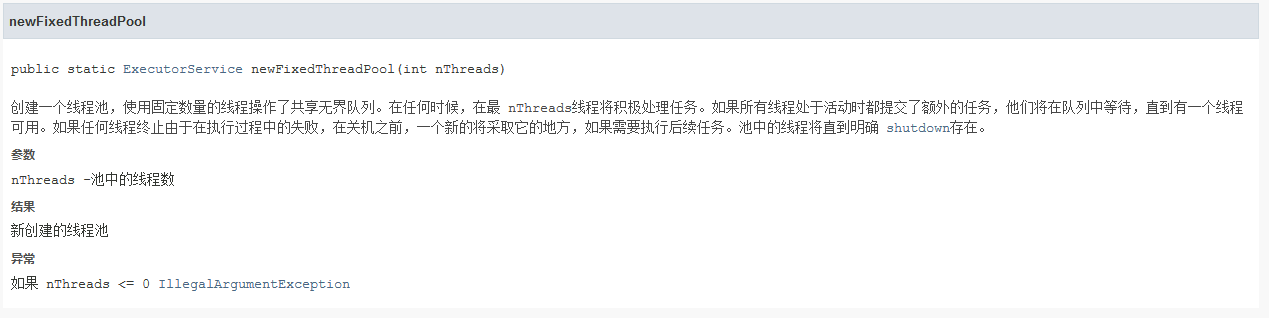 newFixedThreadPool
public static ExecutorService newFixedThreadPool(int nThreads)
创建一个线程池，使用固定数量的线程操作了共享无界队列。在任何时候，在最 nThreads线程将积极处理任务。如果所有线程处于活动时都提交了额外的任务，他们将在队列中等待，直到有一个线程
可用。如果任何线程终止由于在执行过程中的失败，在关机之前，一个新的将采取它的地方，如果需要执行后续任务。池中的线程将直到明确 shutdown存在。
参数
nThreads -池中的线程数
结果
新创建的线程池
异常
如果 nThreads <= 0 IllegalArgumentException